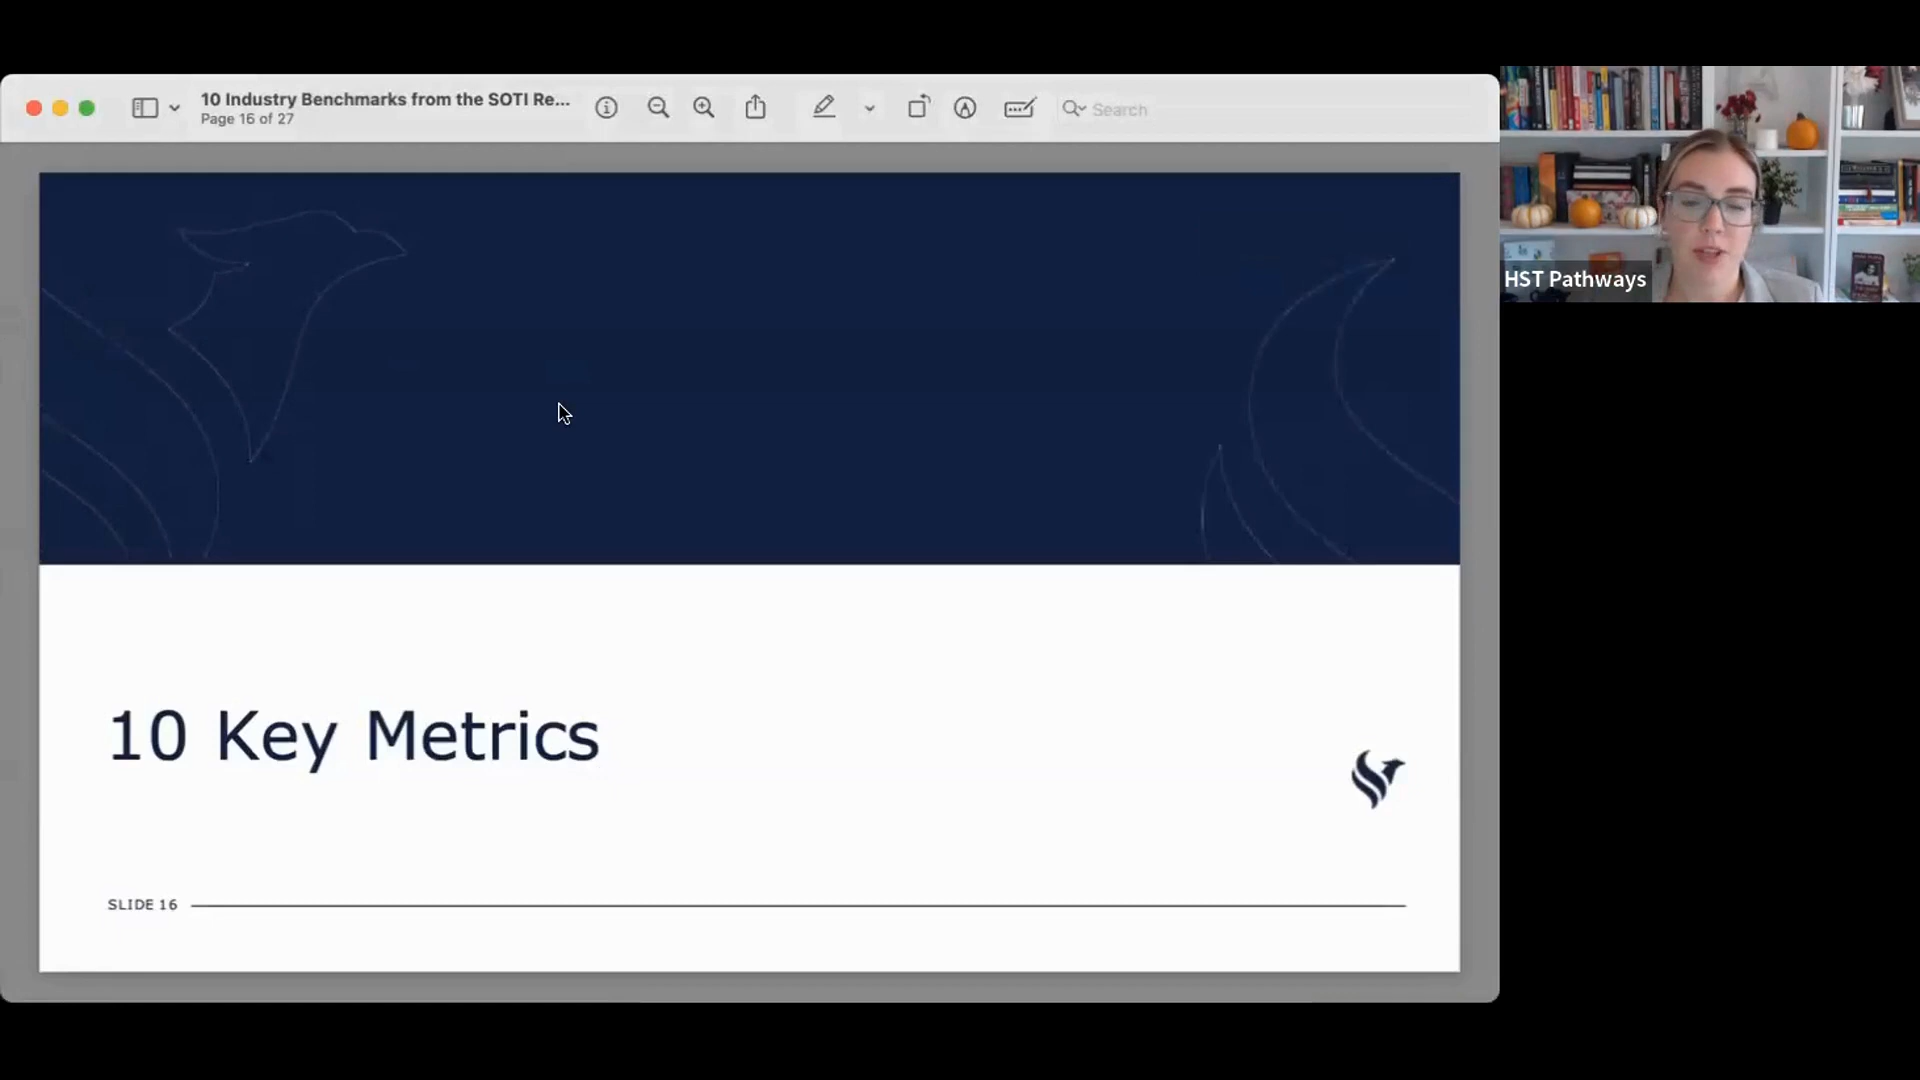 10 Industry Benchmarks from the SOTI Re...
Page 16 of 27
Search
HST Pathways
10 Key Metrics
SLIDE 16